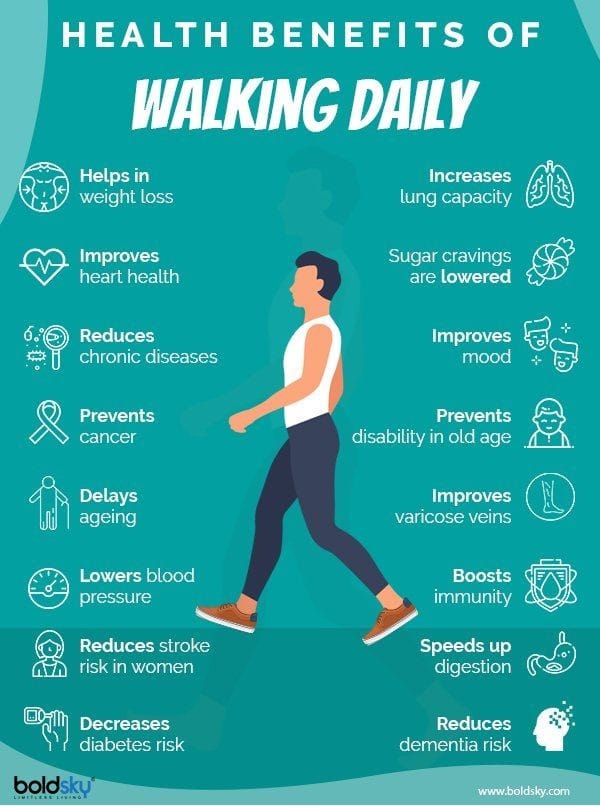 HEALTH BENEFITS OF
WALKING DAILY
Helps in
weight loss
Improves
heart health
Reduces
chronic diseases
Prevents
cancer
Delays
ageing
Lowers blood
pressure
Reduces stroke
risk in women
Decreases
diabetes risk
Increases
lung capacity
Sugar cravings
are lowered
Improves
mood
Prevents
disability in old age
Improves
varicose veins
Boosts
immunity
Speeds up
digestion
Reduces
dementia risk
boldsky
LIMITLESS LIVING
www.boldsky.com